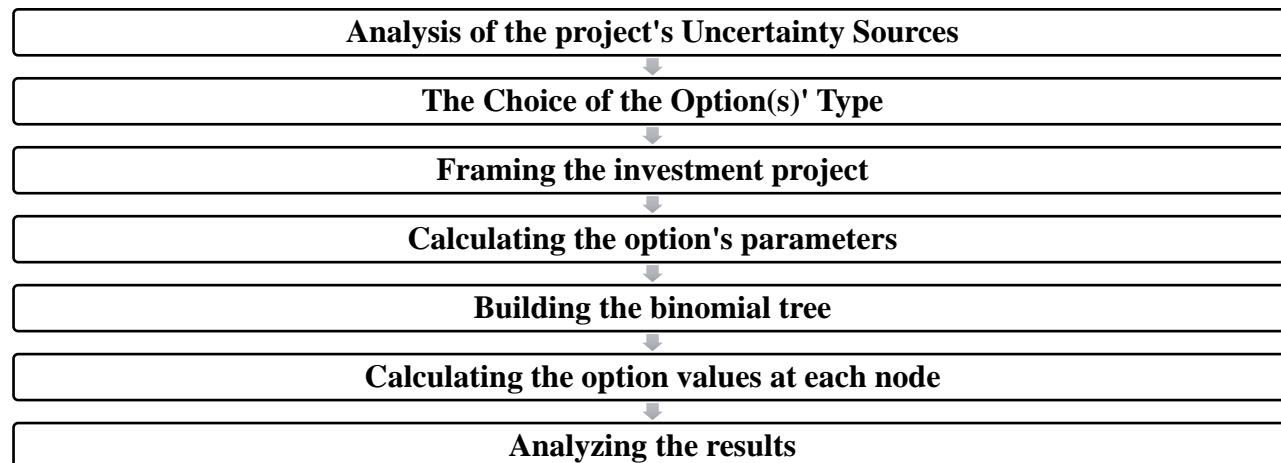 Analysis of the project's Uncertainty Sources
The Choice of the Option(s)' Type
Framing the investment project
Calculating the option's parameters
Building the binomial tree
Calculating the option values at each node
Analyzing the results